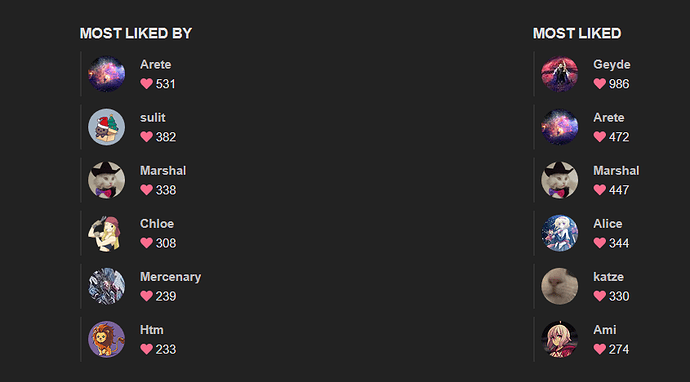 MOST LIKED BY
Arete
531
sulit
382
Marshal
338
Chloe
308
Mercenary
239
Htm
233
MOST LIKED
Geyde
986
Arete
472
Marshal
447
Alice
344
katze
330
Ami
274